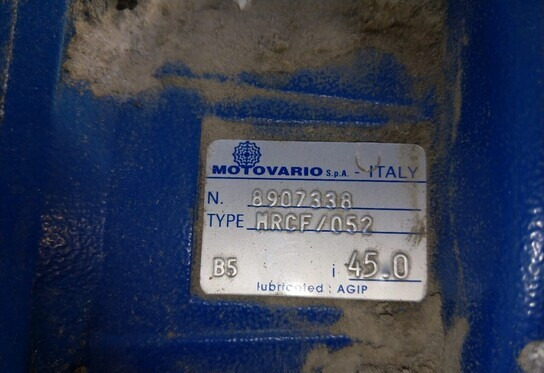 MOTOVARIO S.p.A. - ITALY
N. 8907338
TYPE HRCF/052
B5 i 45.0
lubricated : AGIP